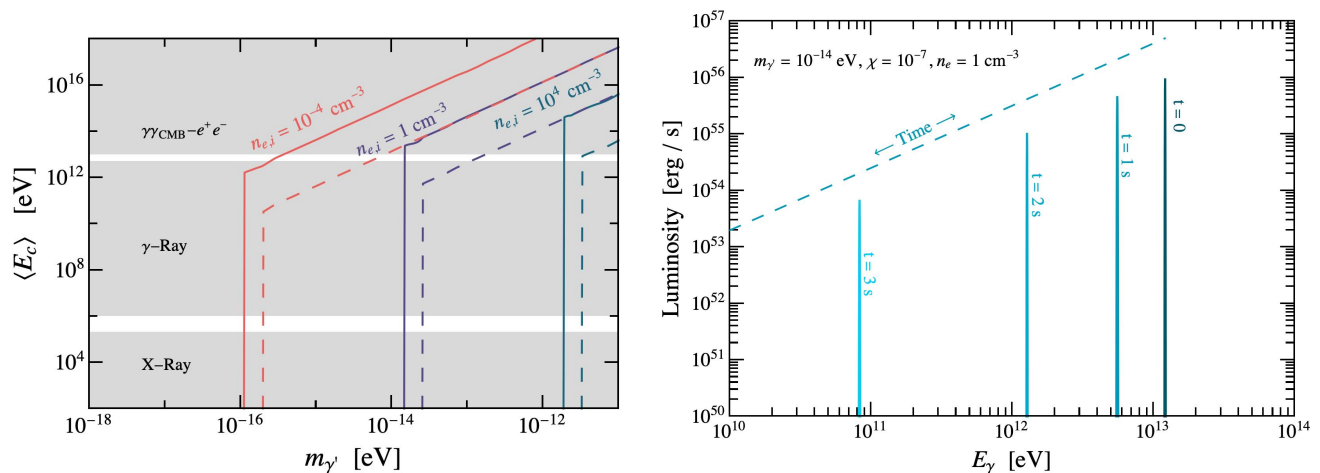 10¹⁶
10¹²
10⁸
10⁴
⟨E_c⟩ [eV]
γγ_CMB–e⁺e⁻
γ–Ray
X–Ray
n_{e,i} = 10⁻⁴ cm⁻³
n_{e,i} = 1 cm⁻³
n_{e,i} = 10⁴ cm⁻³
10⁻¹⁸
10⁻¹⁶
10⁻¹⁴
10⁻¹²
m_γ' [eV]
10⁵⁷
10⁵⁶
10⁵⁵
10⁵⁴
10⁵³
10⁵²
10⁵¹
10⁵⁰
Luminosity [erg / s]
m_γ' = 10⁻¹⁴ eV, χ = 10⁻⁷, n_e = 1 cm⁻³
← Time →
t = 3 s
t = 2 s
t = 1 s
t = 0
10¹⁰
10¹¹
10¹²
10¹³
10¹⁴
E_γ [eV]